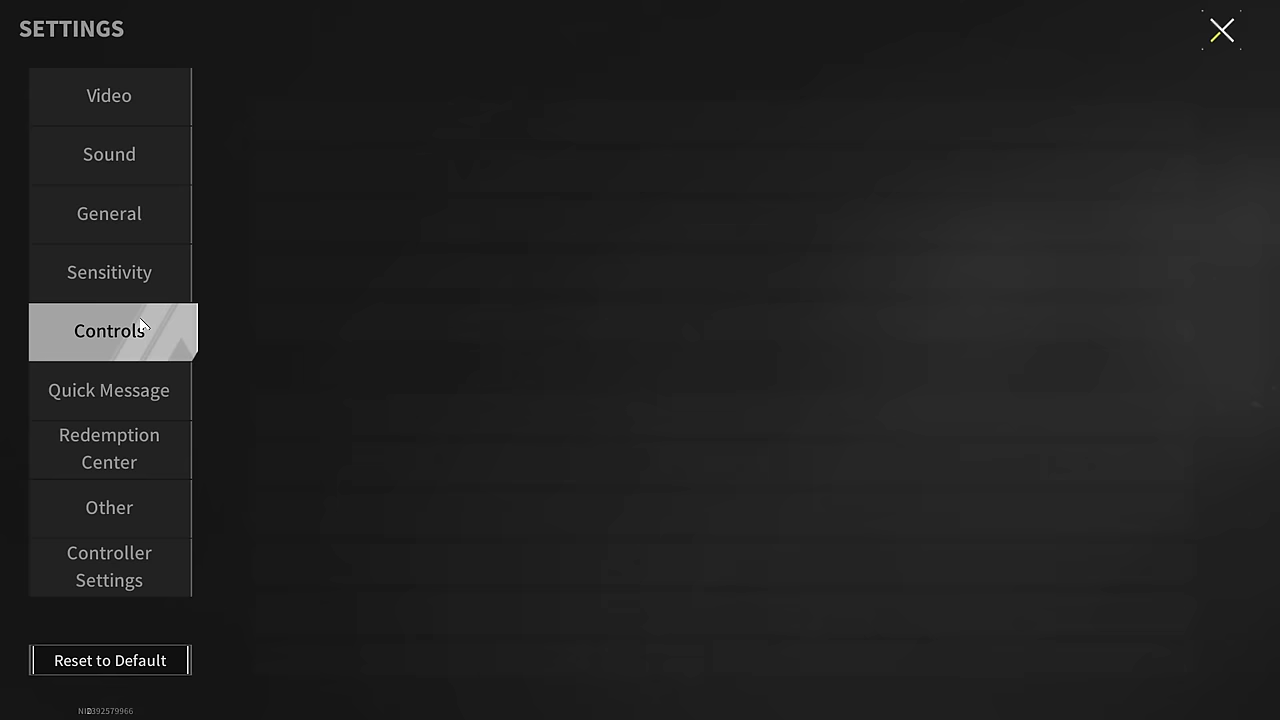 SETTINGS
Video
Sound
General
Sensitivity
Controls
Quick Message
Redemption
Center
Other
Controller
Settings
Reset to Default